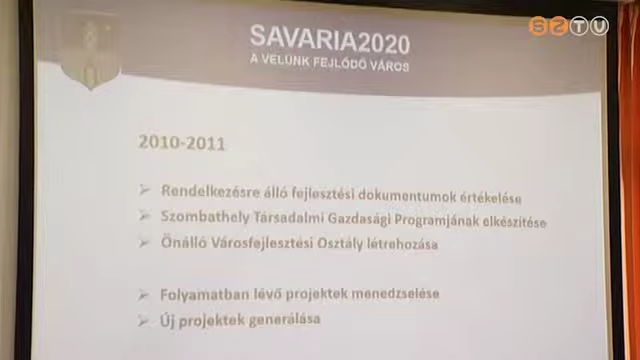 SAVARIA2020
SZTV
A VELÜNK FEJLŐDŐ VÁROS
2010-2011
➢ Rendelkezésre álló fejlesztési dokumentumok értékelése
➢ Szombathely Társadalmi Gazdasági Programjának elkészítése
➢ Önálló Városfejlesztési Osztály létrehozása
➢ Folyamatban lévő projektek menedzselése
➢ Új projektek generálása